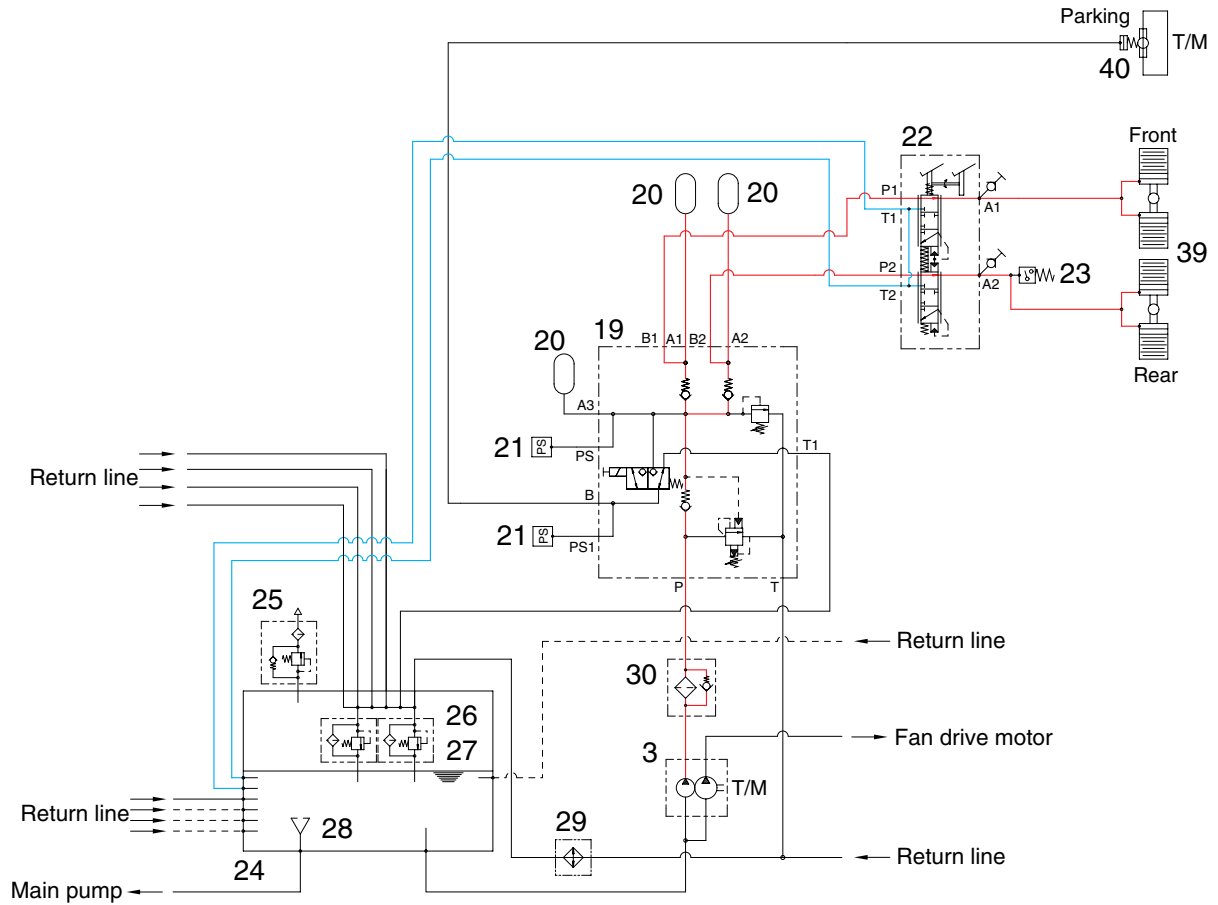 Parking
T/M
40
22
Front
20
20
P1
T1
A1
39
P2
A2
23
T2
19
B1
A1
B2
A2
20
Rear
A3
21
PS
PS
T1
Return line
B
21
PS
PS1
P
T
25
Return line
30
26
Fan drive motor
27
3
T/M
Return line
28
29
24
Return line
Main pump